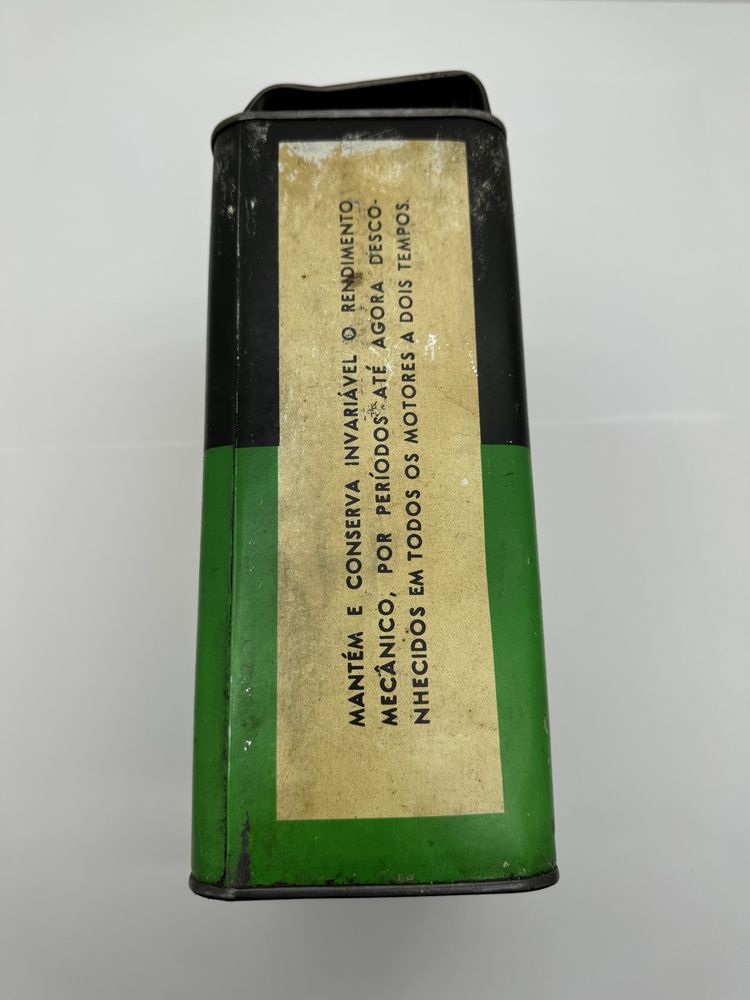 MANTÉM E CONSERVA INVARIÁVEL O RENDIMENTO
MECÂNICO, POR PERÍODOS ATÉ AGORA DESCO-
NHECIDOS EM TODOS OS MOTORES A DOIS TEMPOS.